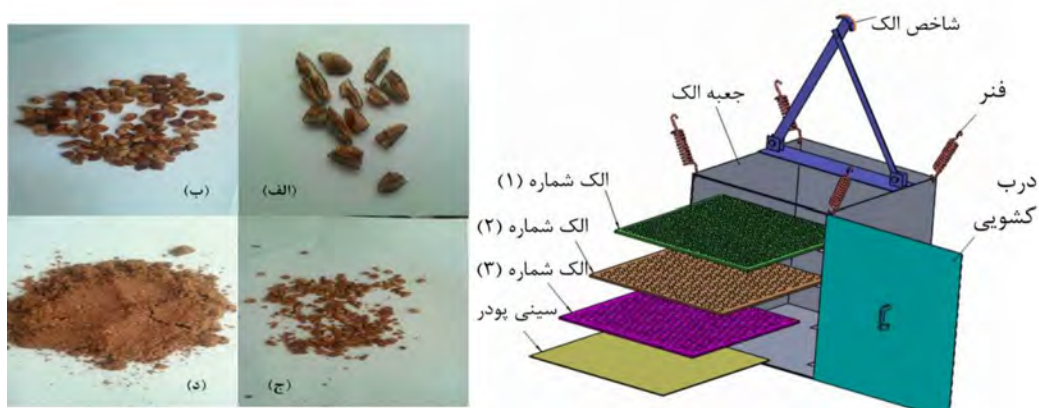 (الف)
(ب)
(ج)
(د)
شاخص الک
فنر
جعبه الک
درب
کشویی
الک شماره (۱)
الک شماره (۲)
الک شماره (۳)
سینی پودر